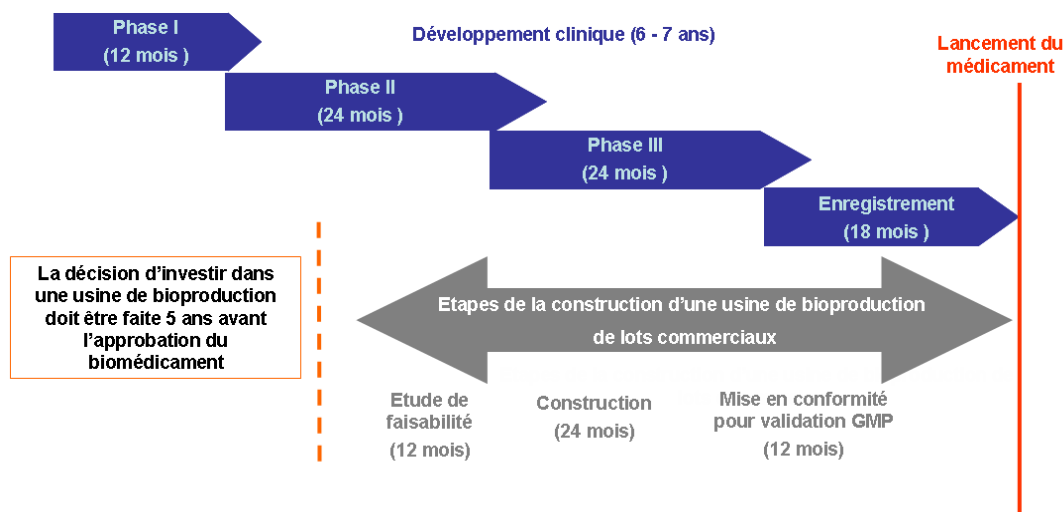 Phase I
(12 mois )
Développement clinique (6 - 7 ans)
Lancement du
médicament
Phase II
(24 mois )
Phase III
(24 mois )
Enregistrement
(18 mois )
La décision d'investir dans
une usine de bioproduction
doit être faite 5 ans avant
l'approbation du
biomédicament
Etapes de la construction d'une usine de bioproduction
de lots commerciaux
Etude de
faisabilité
(12 mois)
Construction
(24 mois)
Mise en conformité
pour validation GMP
(12 mois)